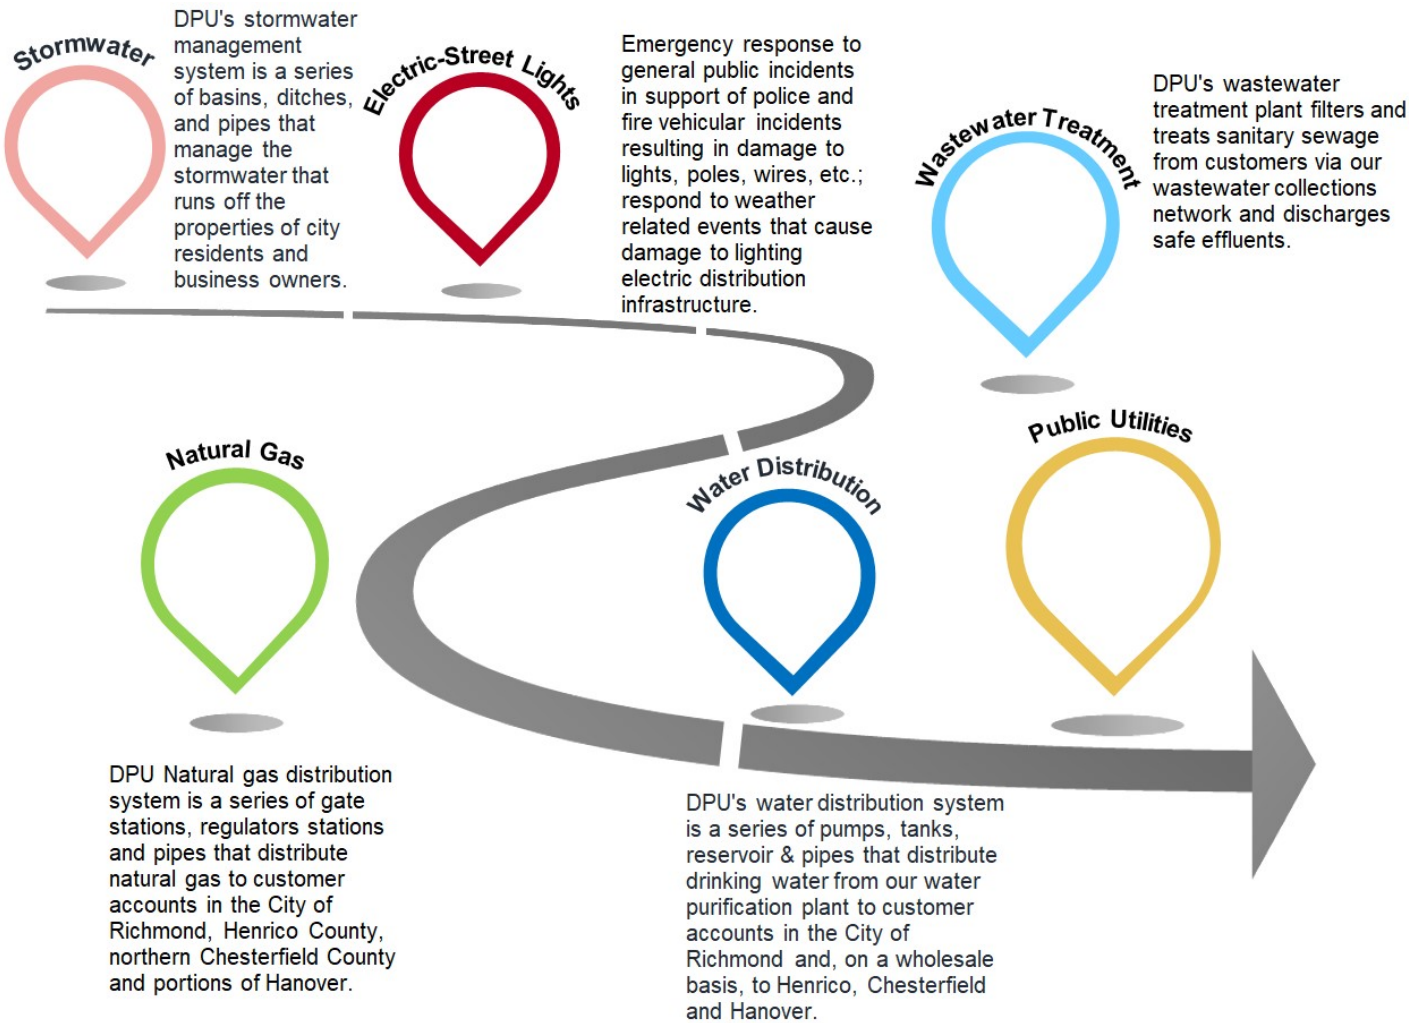 Stormwater
DPU's stormwater
management
system is a series
of basins, ditches,
and pipes that
manage the
stormwater that
runs off the
properties of city
residents and
business owners.
Electric-Street Lights
Emergency response to
general public incidents
in support of police and
fire vehicular incidents
resulting in damage to
lights, poles, wires, etc.;
respond to weather
related events that cause
damage to lighting
electric distribution
infrastructure.
Wastewater Treatment
DPU's wastewater
treatment plant filters and
treats sanitary sewage
from customers via our
wastewater collections
network and discharges
safe effluents.
Natural Gas
DPU Natural gas distribution
system is a series of gate
stations, regulators stations
and pipes that distribute
natural gas to customer
accounts in the City of
Richmond, Henrico County,
northern Chesterfield County
and portions of Hanover.
Water Distribution
DPU's water distribution system
is a series of pumps, tanks,
reservoir & pipes that distribute
drinking water from our water
purification plant to customer
accounts in the City of
Richmond and, on a wholesale
basis, to Henrico, Chesterfield
and Hanover.
Public Utilities